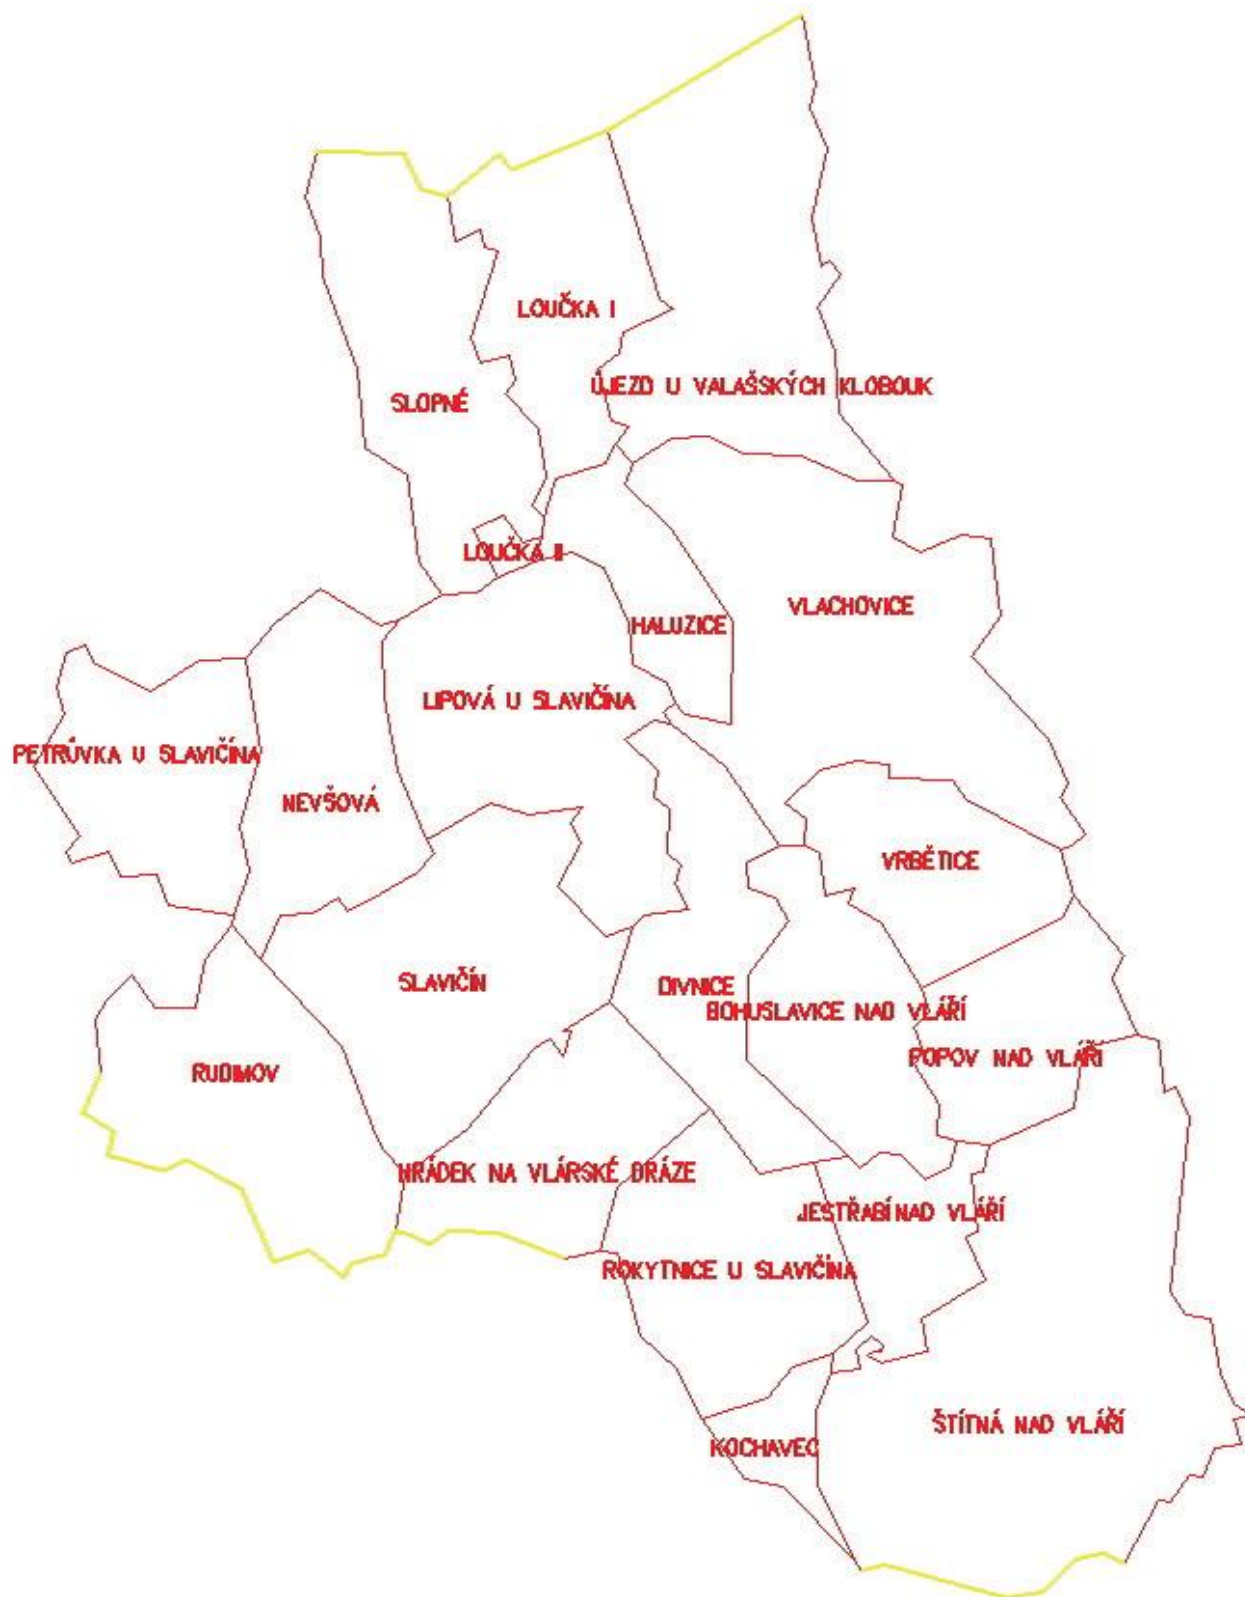 LOUČKA I
ÚJEZD U VALAŠSKÝCH KLOBOUK
SLOPNÉ
LOUČKA II
VLACHOVICE
HALUZICE
LIPOVÁ U SLAVIČÍNA
PETRŮVKA U SLAVIČÍNA
NEVŠOVÁ
VRBĚTICE
SLAVIČÍN
DIVNICE
BOHUSLAVICE NAD VLÁŘÍ
POPOV NAD VLÁŘÍ
RUDIMOV
HRÁDEK NA VLÁRSKÉ DRÁZE
JESTŘABÍ NAD VLÁŘÍ
ROKYTNICE U SLAVIČÍNA
ŠTÍTNÁ NAD VLÁŘÍ
KOCHAVEC